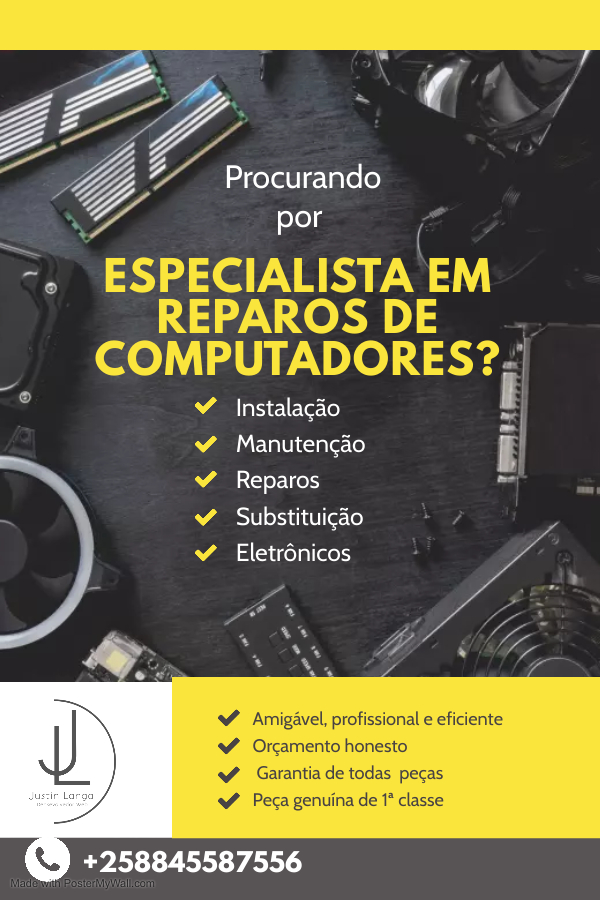 Procurando
por
ESPECIALISTA EM
REPAROS DE
COMPUTADORES?
Instalação
Manutenção
Reparos
Substituição
Eletrônicos
Amigável, profissional e eficiente
Orçamento honesto
Garantia de todas peças
Peça genuína de 1ª classe
JL
Justin Langa
+258845587556
Made with PosterMyWall.com